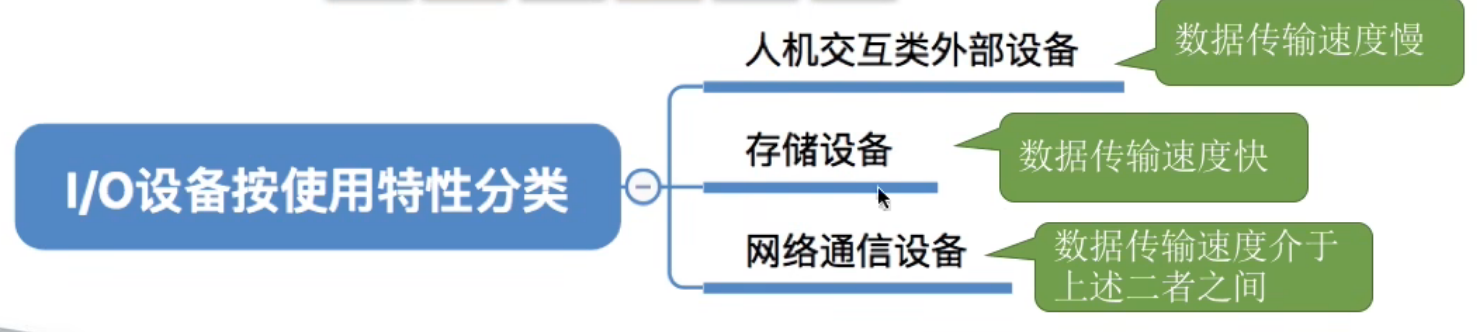 人机交互类外部设备
数据传输速度慢
I/O设备按使用特性分类
存储设备
数据传输速度快
网络通信设备
数据传输速度介于
上述二者之间